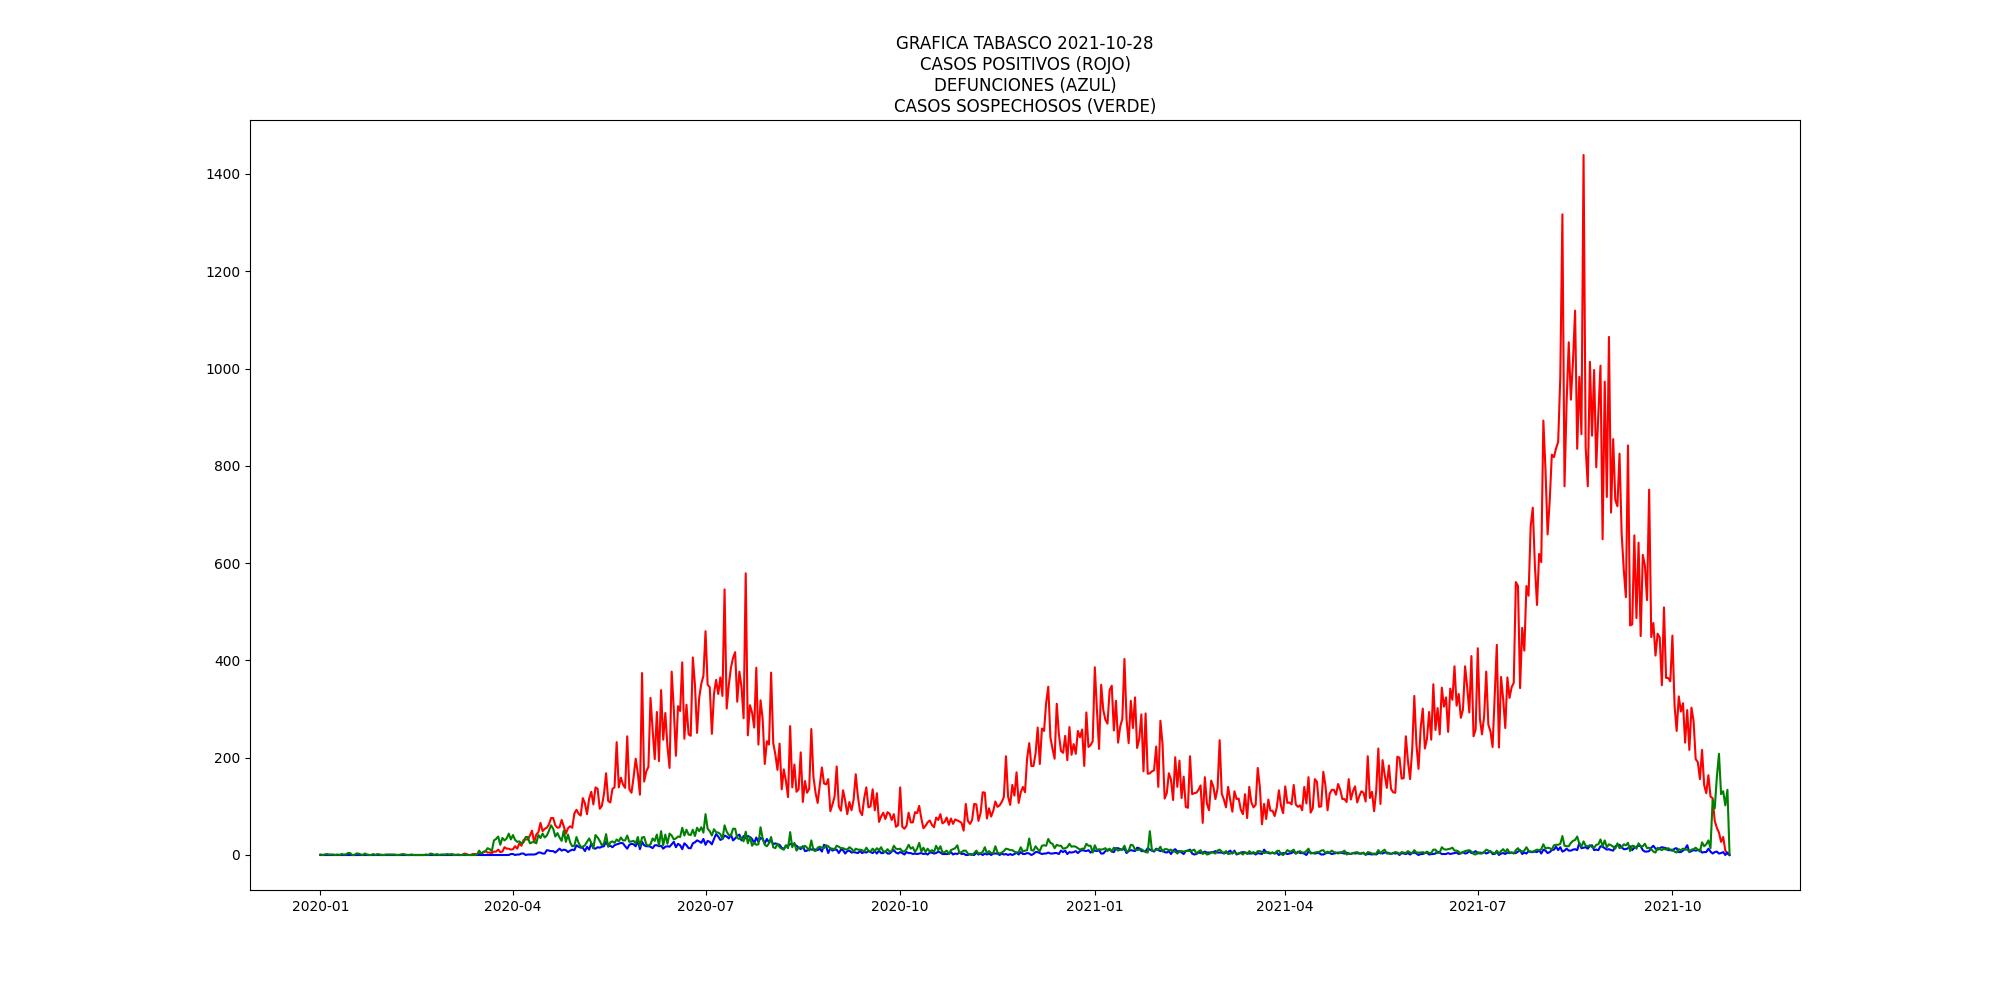 GRAFICA TABASCO 2021-10-28
CASOS POSITIVOS (ROJO)
DEFUNCIONES (AZUL)
CASOS SOSPECHOSOS (VERDE)
1400
1200
1000
800
600
400
200
0
2020-01 2020-04 2020-07 2020-10 2021-01 2021-04 2021-07 2021-10